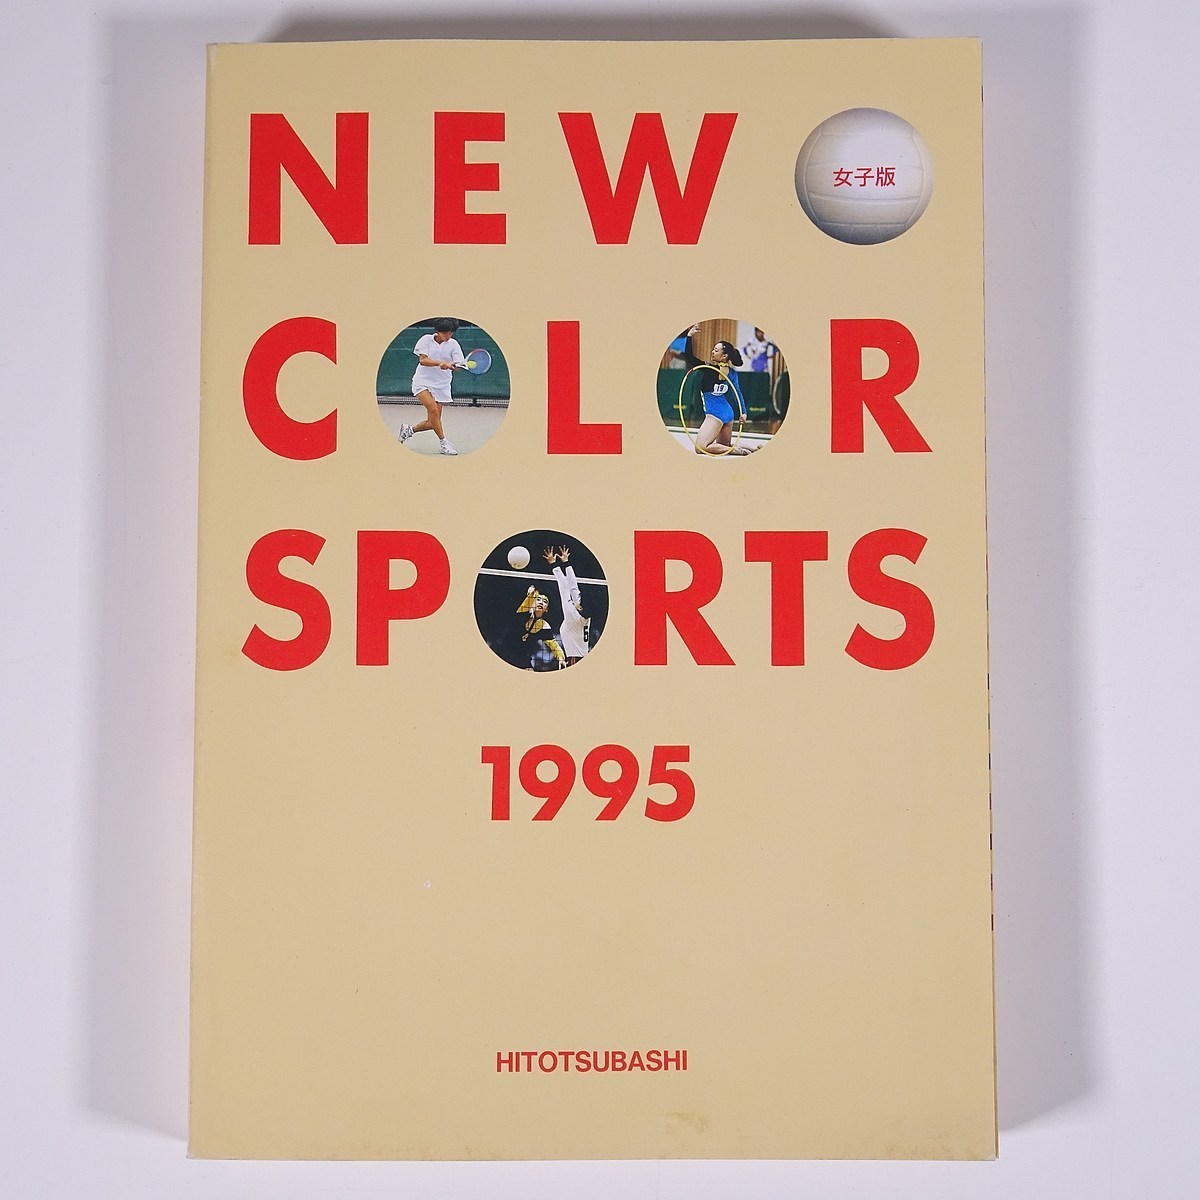 NEW
女子版
COLOR
SPORTS
1995
HITOTSUBASHI